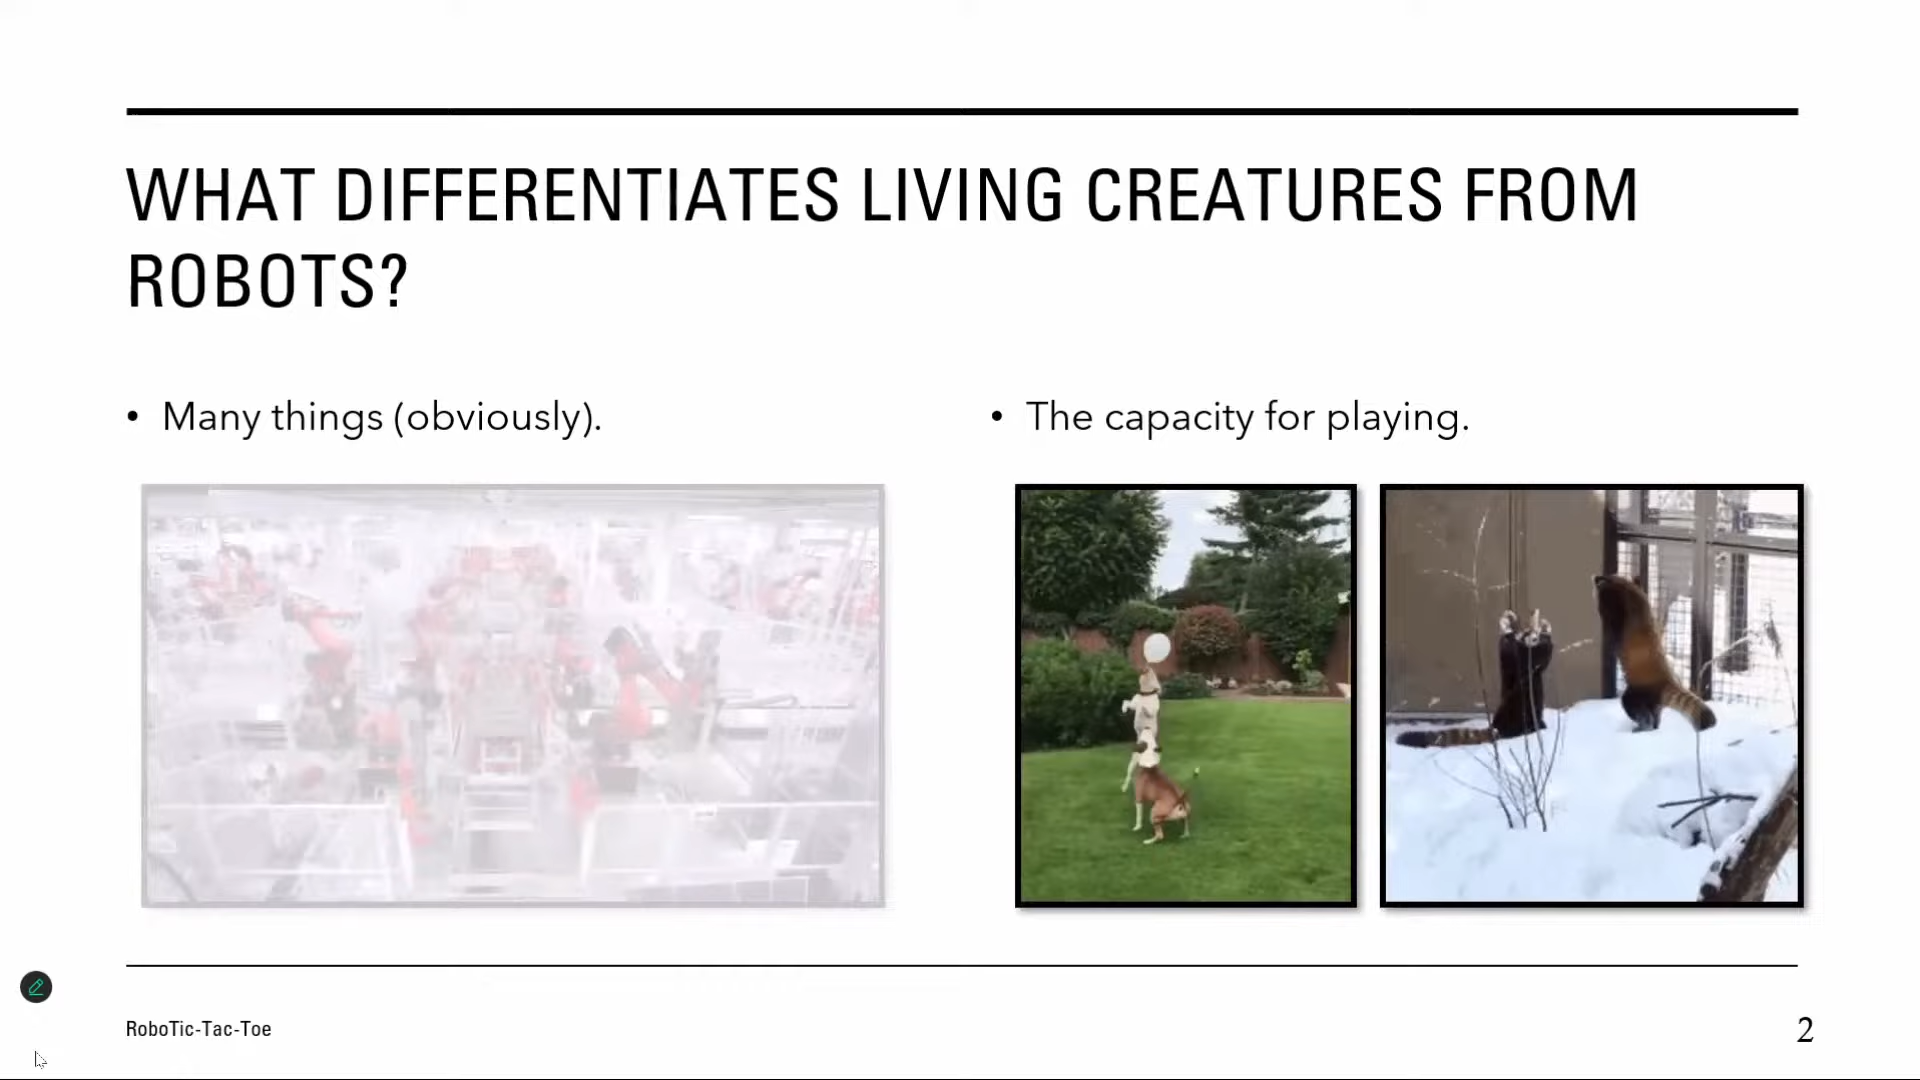 WHAT DIFFERENTIATES LIVING CREATURES FROM
ROBOTS?
• Many things (obviously).
• The capacity for playing.
RoboTic-Tac-Toe
2